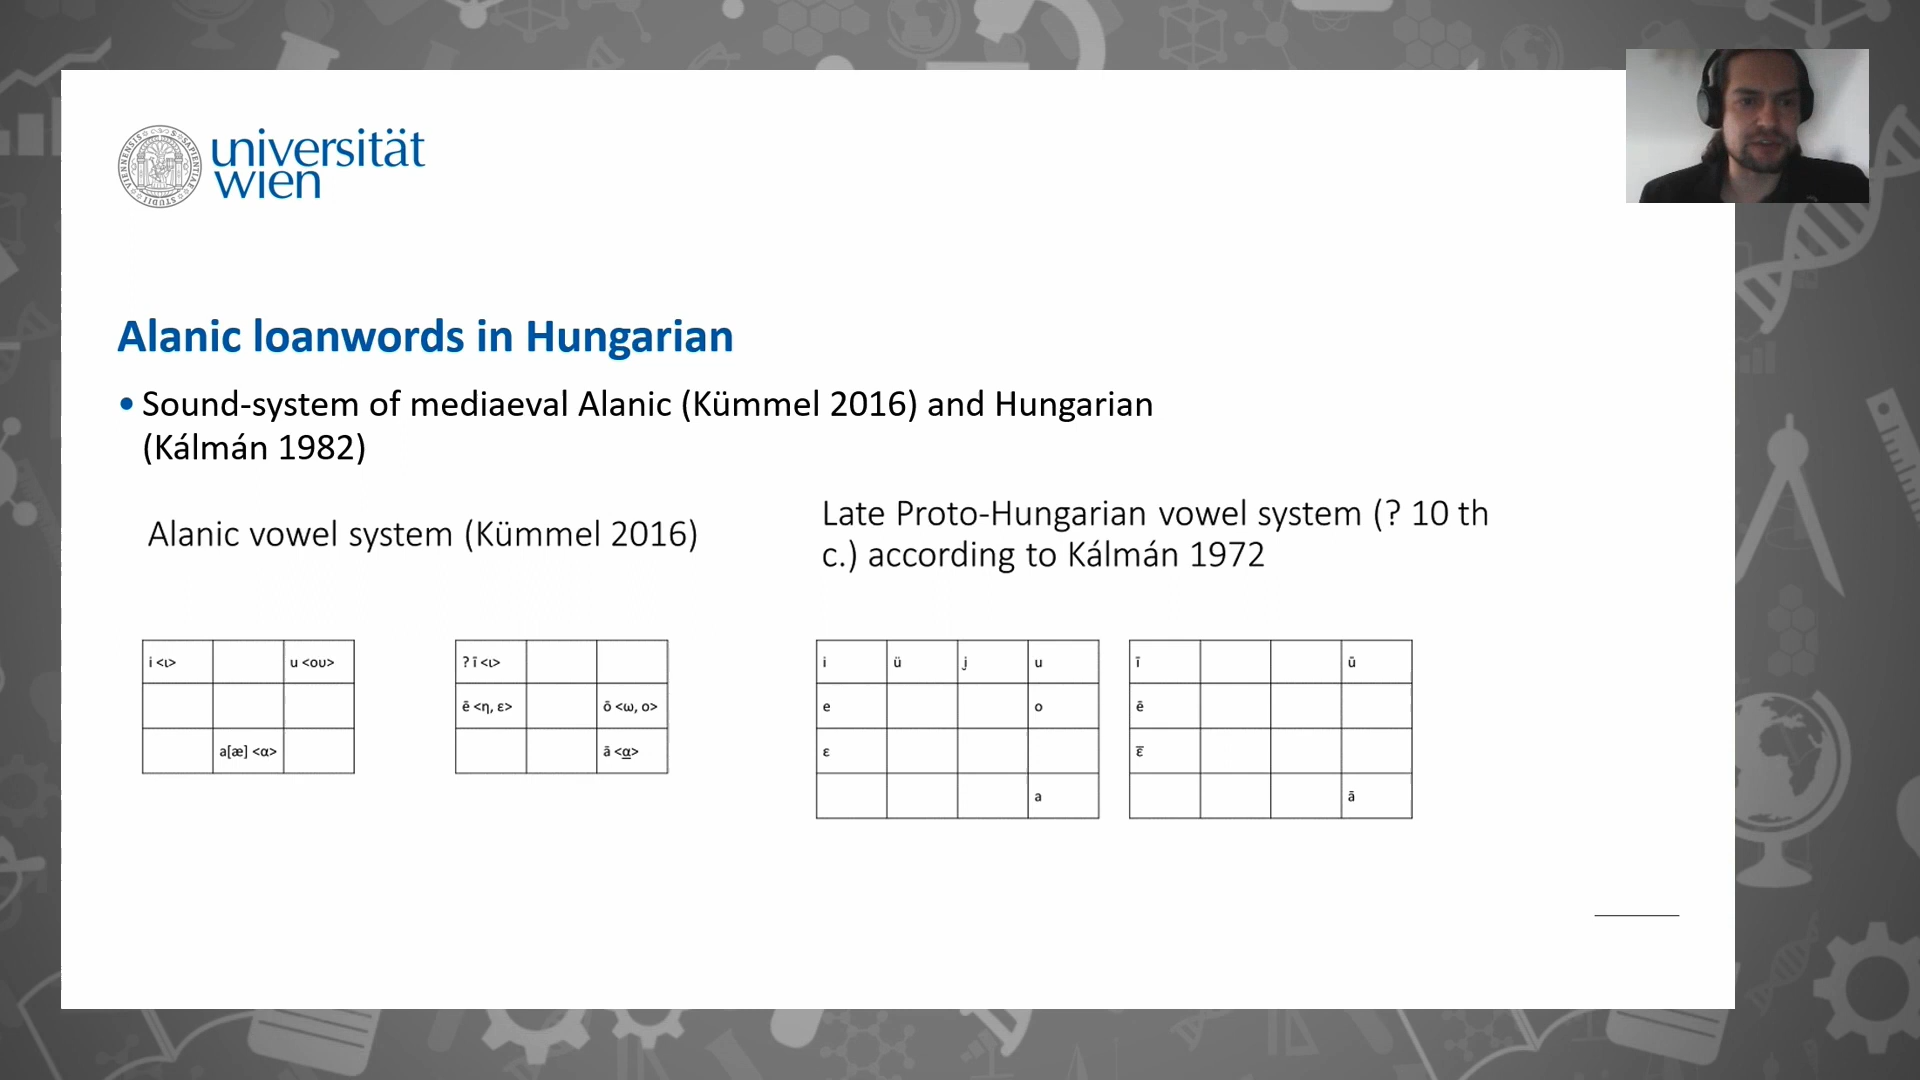 universität
wien
Alanic loanwords in Hungarian
• Sound-system of mediaeval Alanic (Kümmel 2016) and Hungarian
(Kálmán 1982)
Alanic vowel system (Kümmel 2016)
Late Proto-Hungarian vowel system (? 10 th
c.) according to Kálmán 1972
i <ι> u <ου>
a[æ] <α>
? ī <ι>
ē <η, ε> ō <ω, ο>
ā <α>
i ü i̯ u
e o
ε
a
ī ū
ē
ε̄
ā